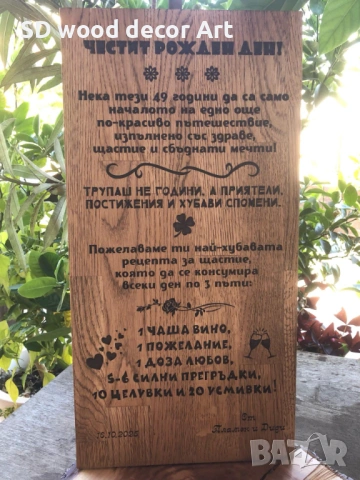 SD wood decor Art
ЧЕСТИТ РОЖДЕН ДЕН!
Нека тези 49 години да са само
началото на едно още
по-красиво пътешествие,
изпълнено със здраве,
щастие и сбъднати мечти!
ТРУПАШ НЕ ГОДИНИ, А ПРИЯТЕЛИ,
ПОСТИЖЕНИЯ И ХУБАВИ СПОМЕНИ.
Пожелаваме ти най-хубавата
рецепта за щастие,
която да се консумира
всеки ден по 3 пъти:
1 ЧАША ВИНО,
1 ПОЖЕЛАНИЕ,
1 ДОЗА ЛЮБОВ,
5-6 СИЛНИ ПРЕГРЪДКИ,
10 ЦЕЛУВКИ И 20 УСМИВКИ!
От
Пламен и Диди
BAZAR